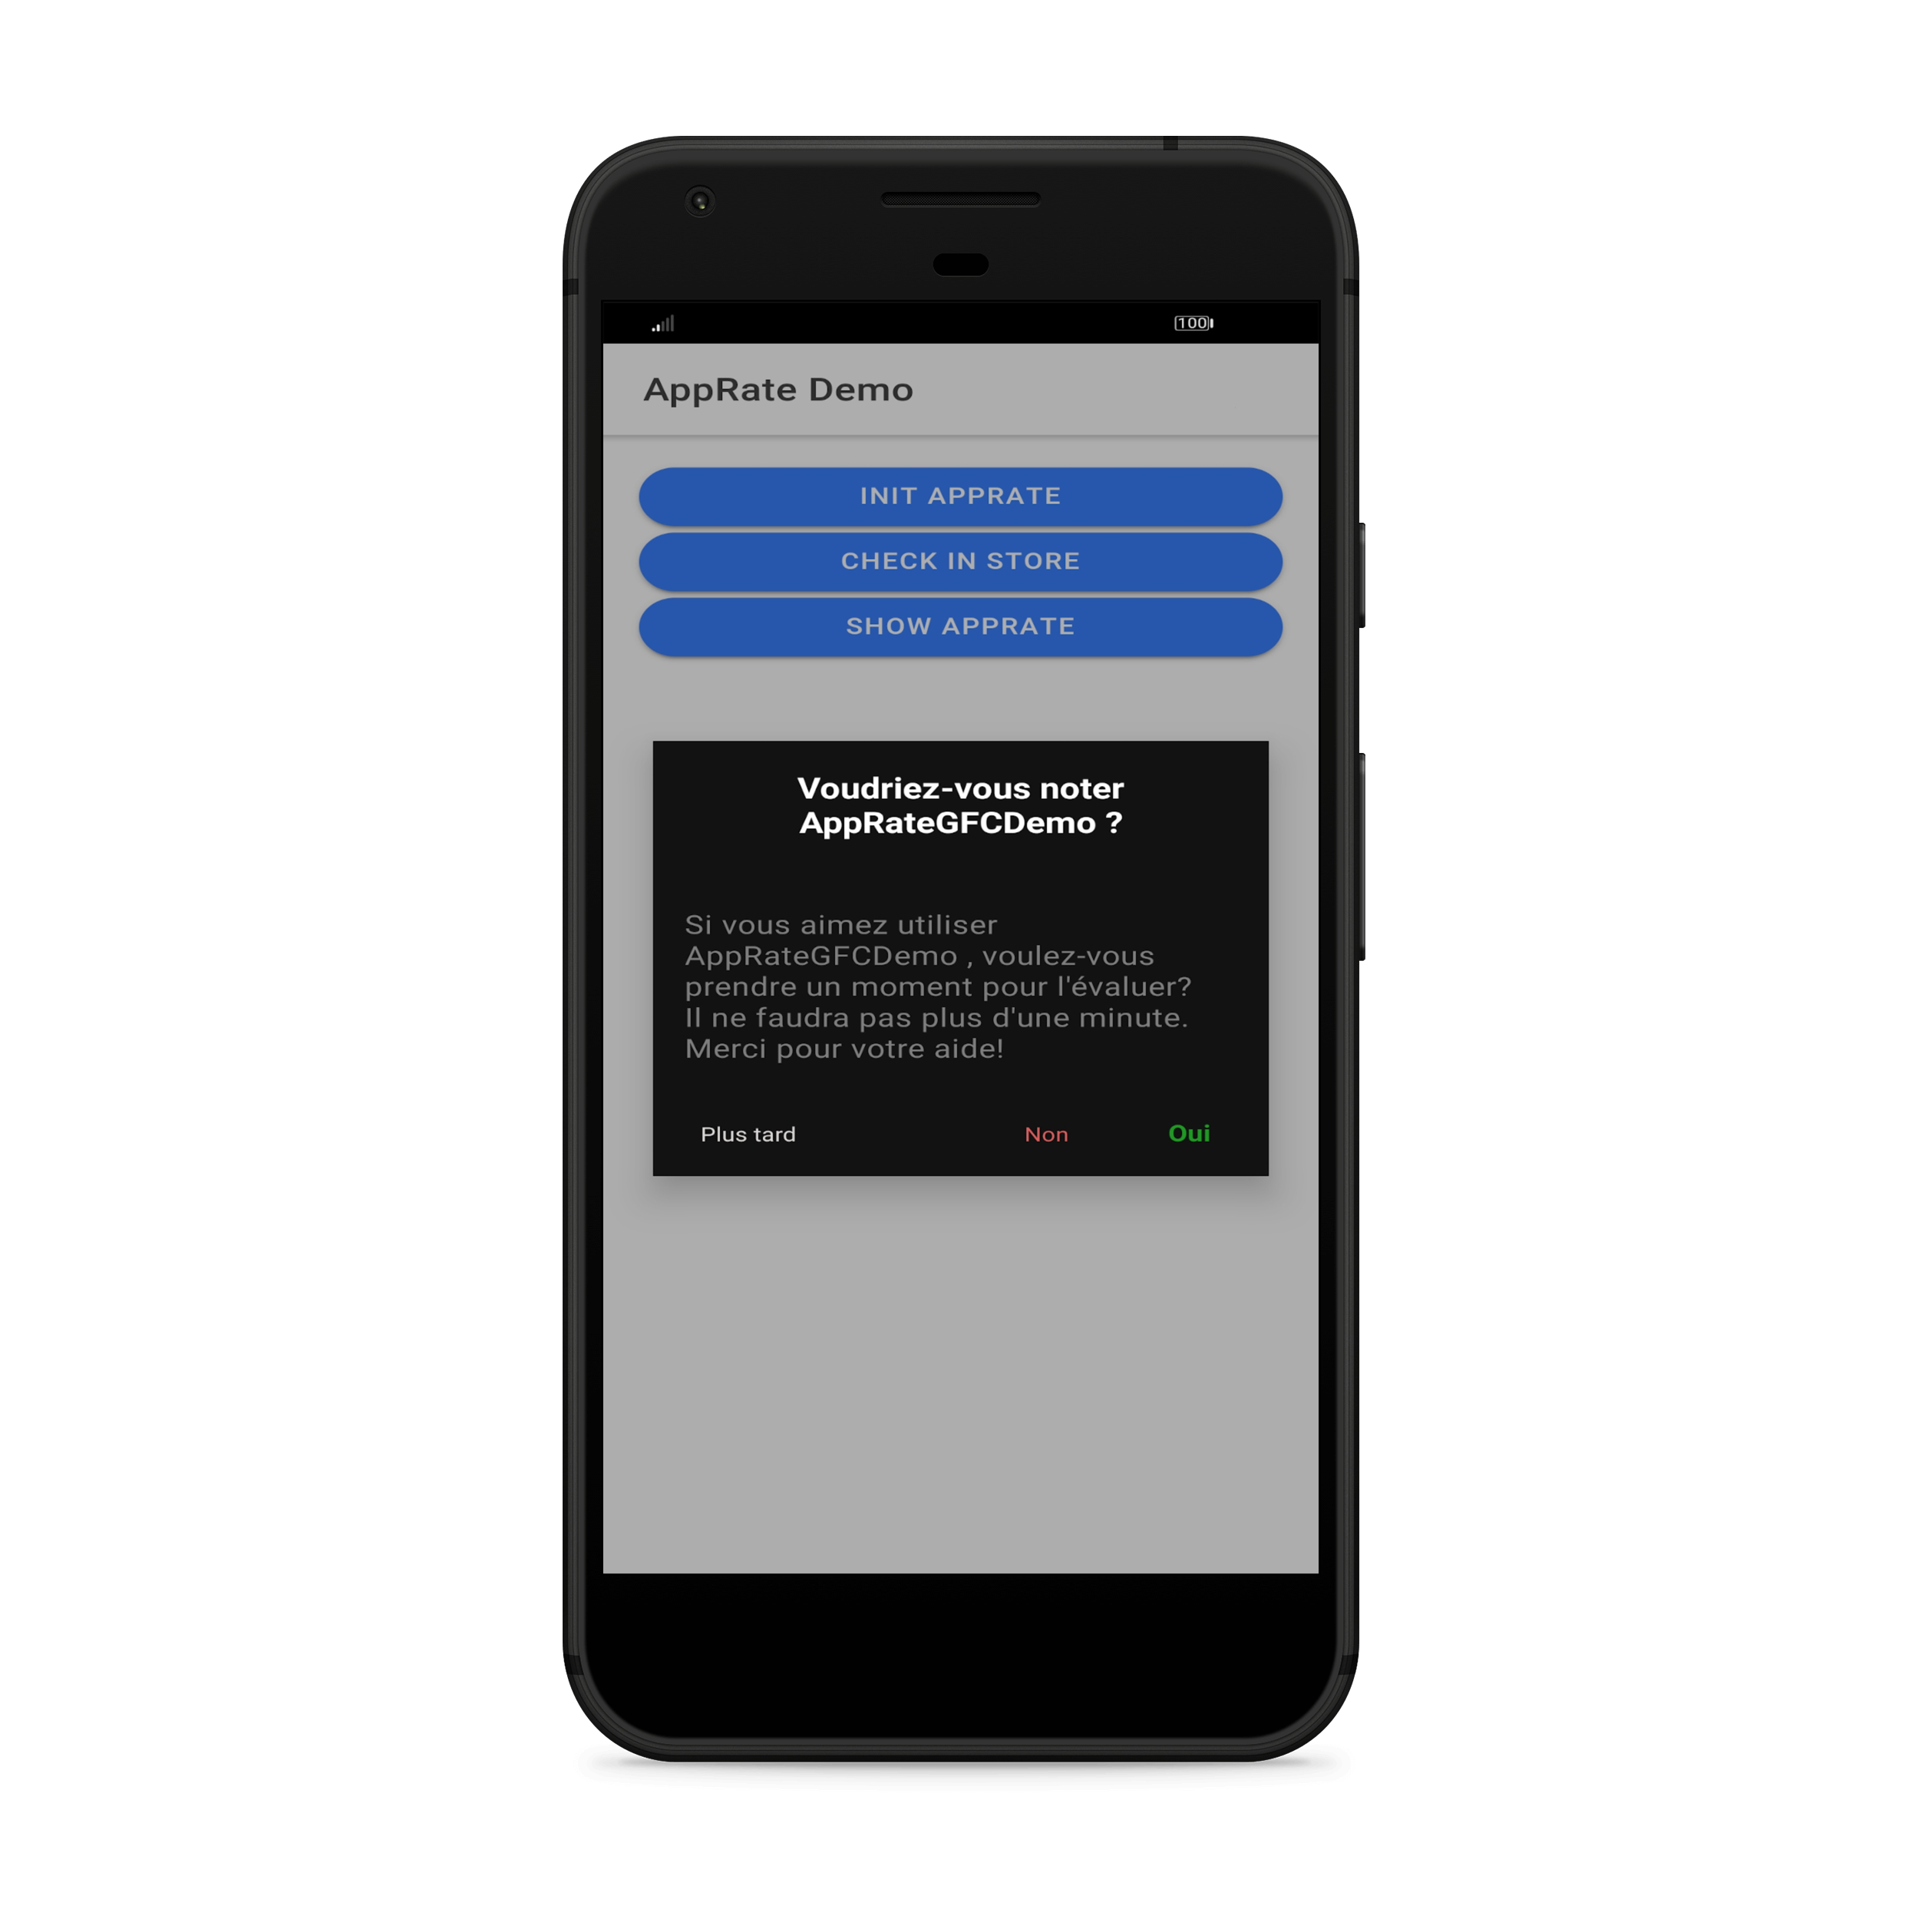 100
AppRate Demo
INIT APPRATE
CHECK IN STORE
SHOW APPRATE
Voudriez-vous noter
AppRateGFCDemo ?
Si vous aimez utiliser
AppRateGFCDemo , voulez-vous
prendre un moment pour l'évaluer?
Il ne faudra pas plus d'une minute.
Merci pour votre aide!
Plus tard Non Oui